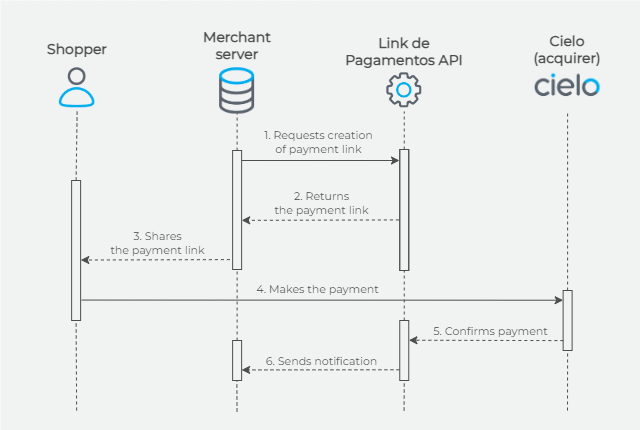 Shopper
Merchant
server
Link de
Pagamentos API
Cielo
(acquirer)
cielo
1. Requests creation
of payment link
2. Returns
the payment link
3. Shares
the payment link
4. Makes the payment
5. Confirms payment
6. Sends notification